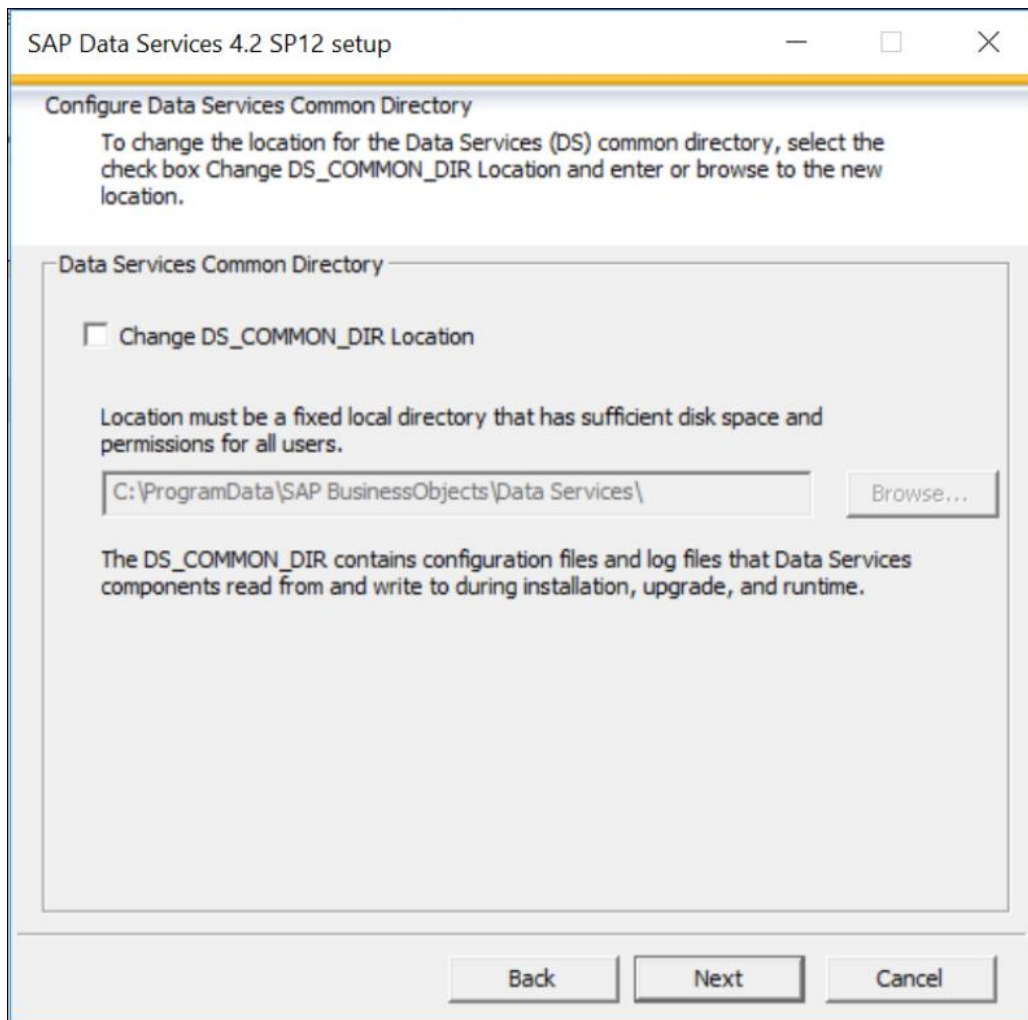 SAP Data Services 4.2 SP12 setup
Configure Data Services Common Directory
To change the location for the Data Services (DS) common directory, select the
check box Change DS_COMMON_DIR Location and enter or browse to the new
location.
Data Services Common Directory
Change DS_COMMON_DIR Location
Location must be a fixed local directory that has sufficient disk space and
permissions for all users.
C:\ProgramData\SAP BusinessObjects\Data Services\
Browse...
The DS_COMMON_DIR contains configuration files and log files that Data Services
components read from and write to during installation, upgrade, and runtime.
Back
Next
Cancel